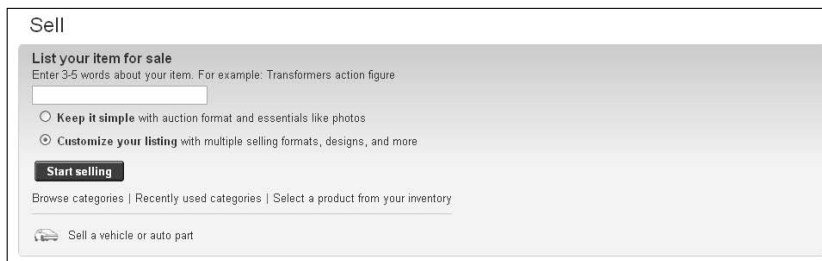 Sell
List your item for sale
Enter 3-5 words about your item. For example: Transformers action figure
Keep it simple with auction format and essentials like photos
Customize your listing with multiple selling formats, designs, and more
Start selling
Browse categories | Recently used categories | Select a product from your inventory
Sell a vehicle or auto part